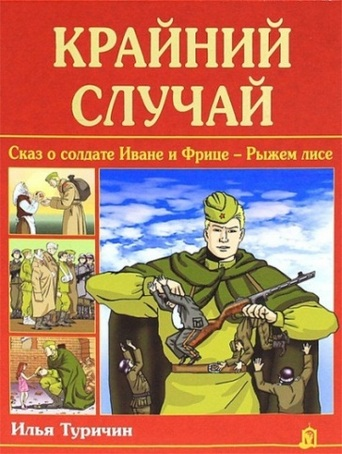 КРАЙНИЙ
СЛУЧАЙ
Сказ о солдате Иване и Фрице – Рыжем лисе
Илья Туричин